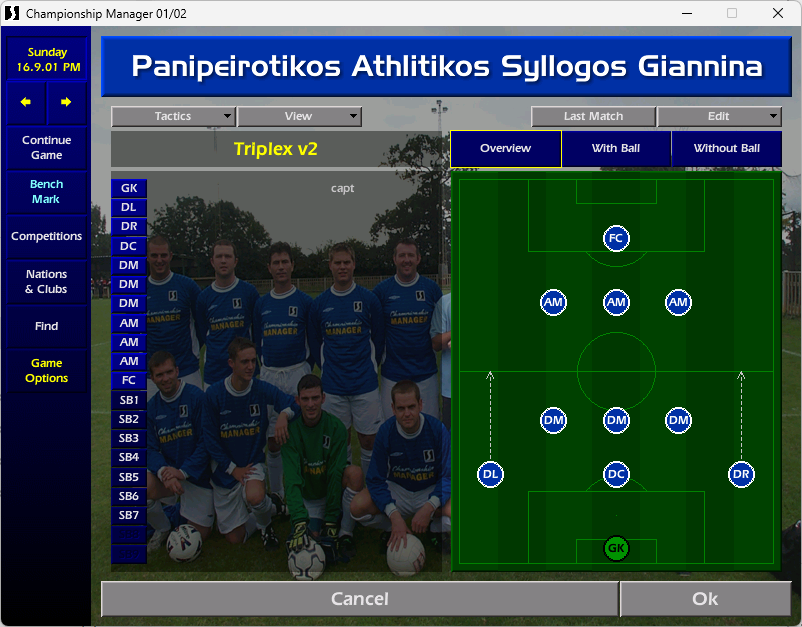 Championship Manager 01/02
Sunday
16.9.01 PM
Continue
Game
Bench
Mark
Competitions
Nations
& Clubs
Find
Game
Options
Panipeirotikos Athlitikos Syllogos Giannina
Tactics
View
Last Match
Edit
Triplex v2
Overview
With Ball
Without Ball
GK
capt
DL
DR
DC
DM
DM
DM
AM
AM
AM
FC
SB1
SB2
SB3
SB4
SB5
SB6
SB7
FC
AM AM AM
DM DM DM
DL DC DR
GK
Cancel
Ok